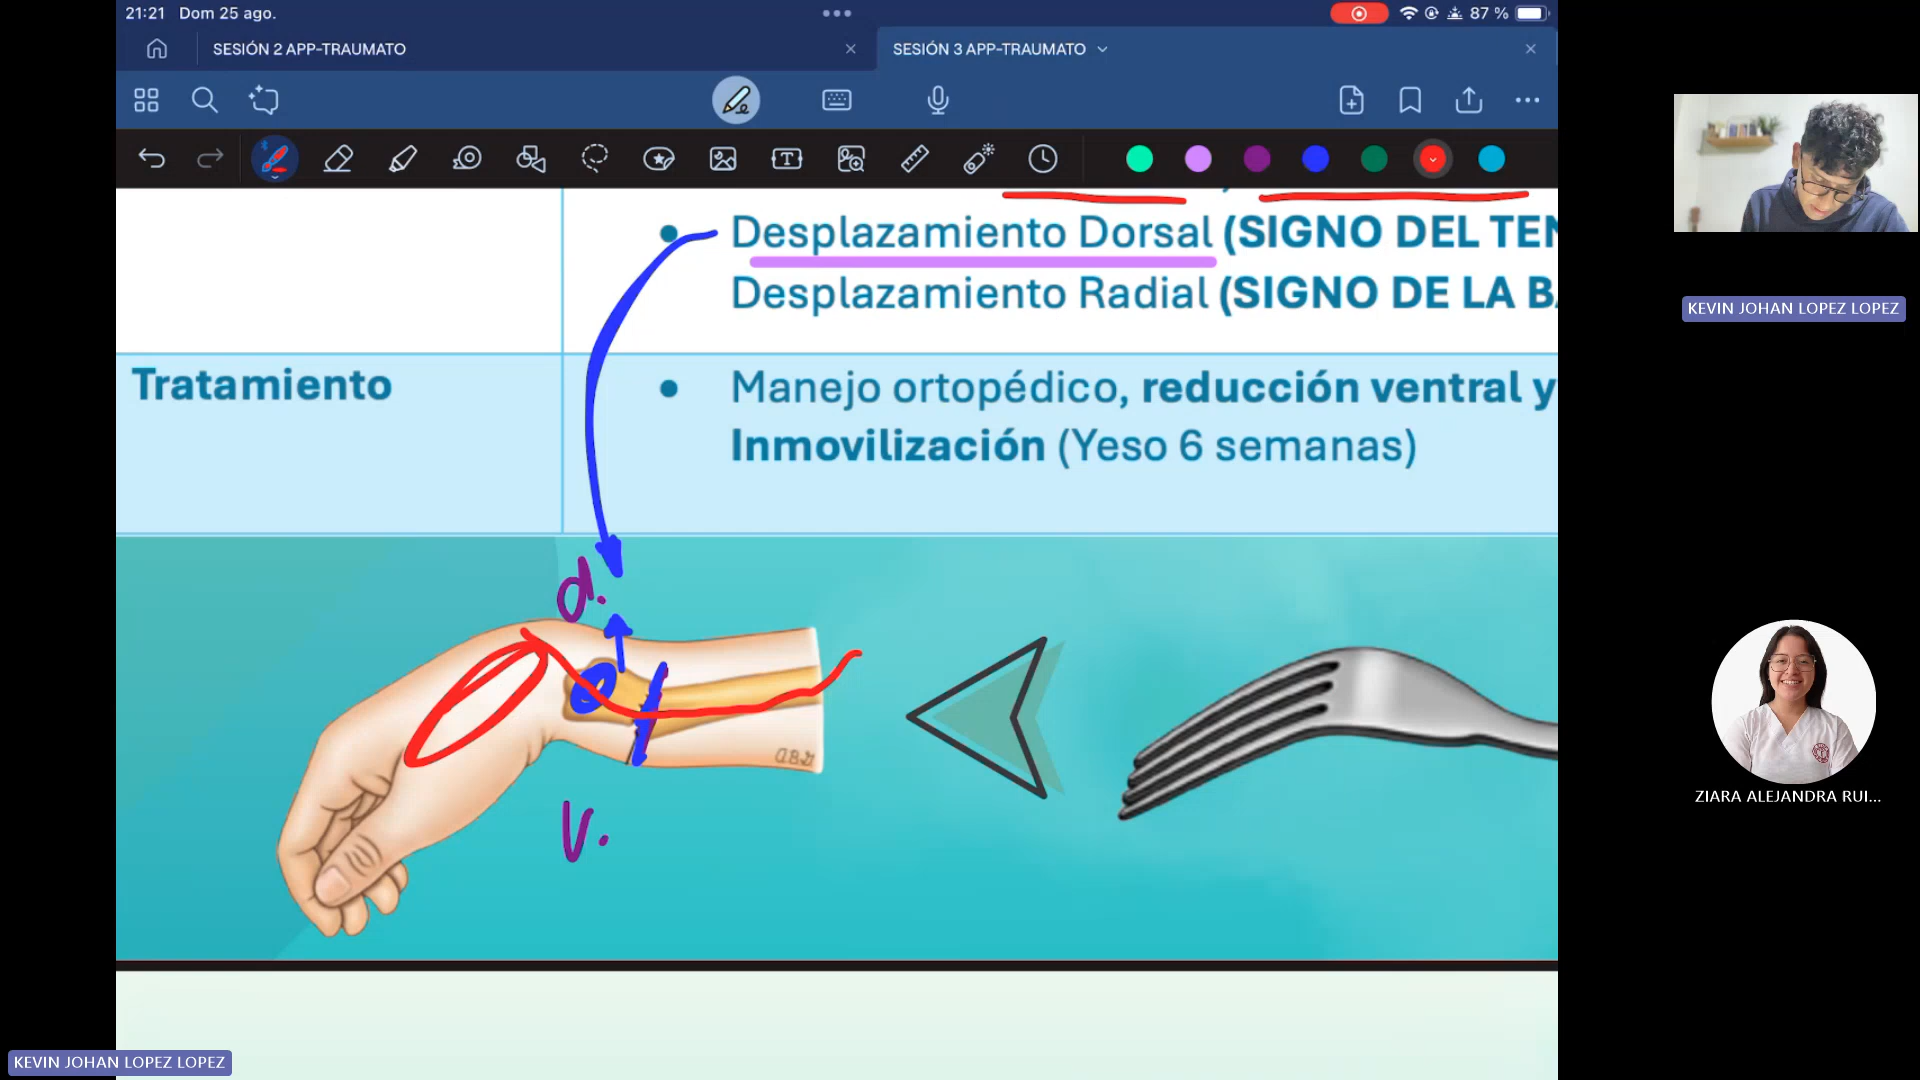 21:21 Dom 25 ago.
87 %
SESIÓN 2 APP-TRAUMATO
SESIÓN 3 APP-TRAUMATO
Desplazamiento Dorsal (SIGNO DEL TEN
Desplazamiento Radial (SIGNO DE LA BA
KEVIN JOHAN LOPEZ LOPEZ
Tratamiento
Manejo ortopédico, reducción ventral y
Inmovilización (Yeso 6 semanas)
d.
V.
ZIARA ALEJANDRA RUI...
KEVIN JOHAN LOPEZ LOPEZ